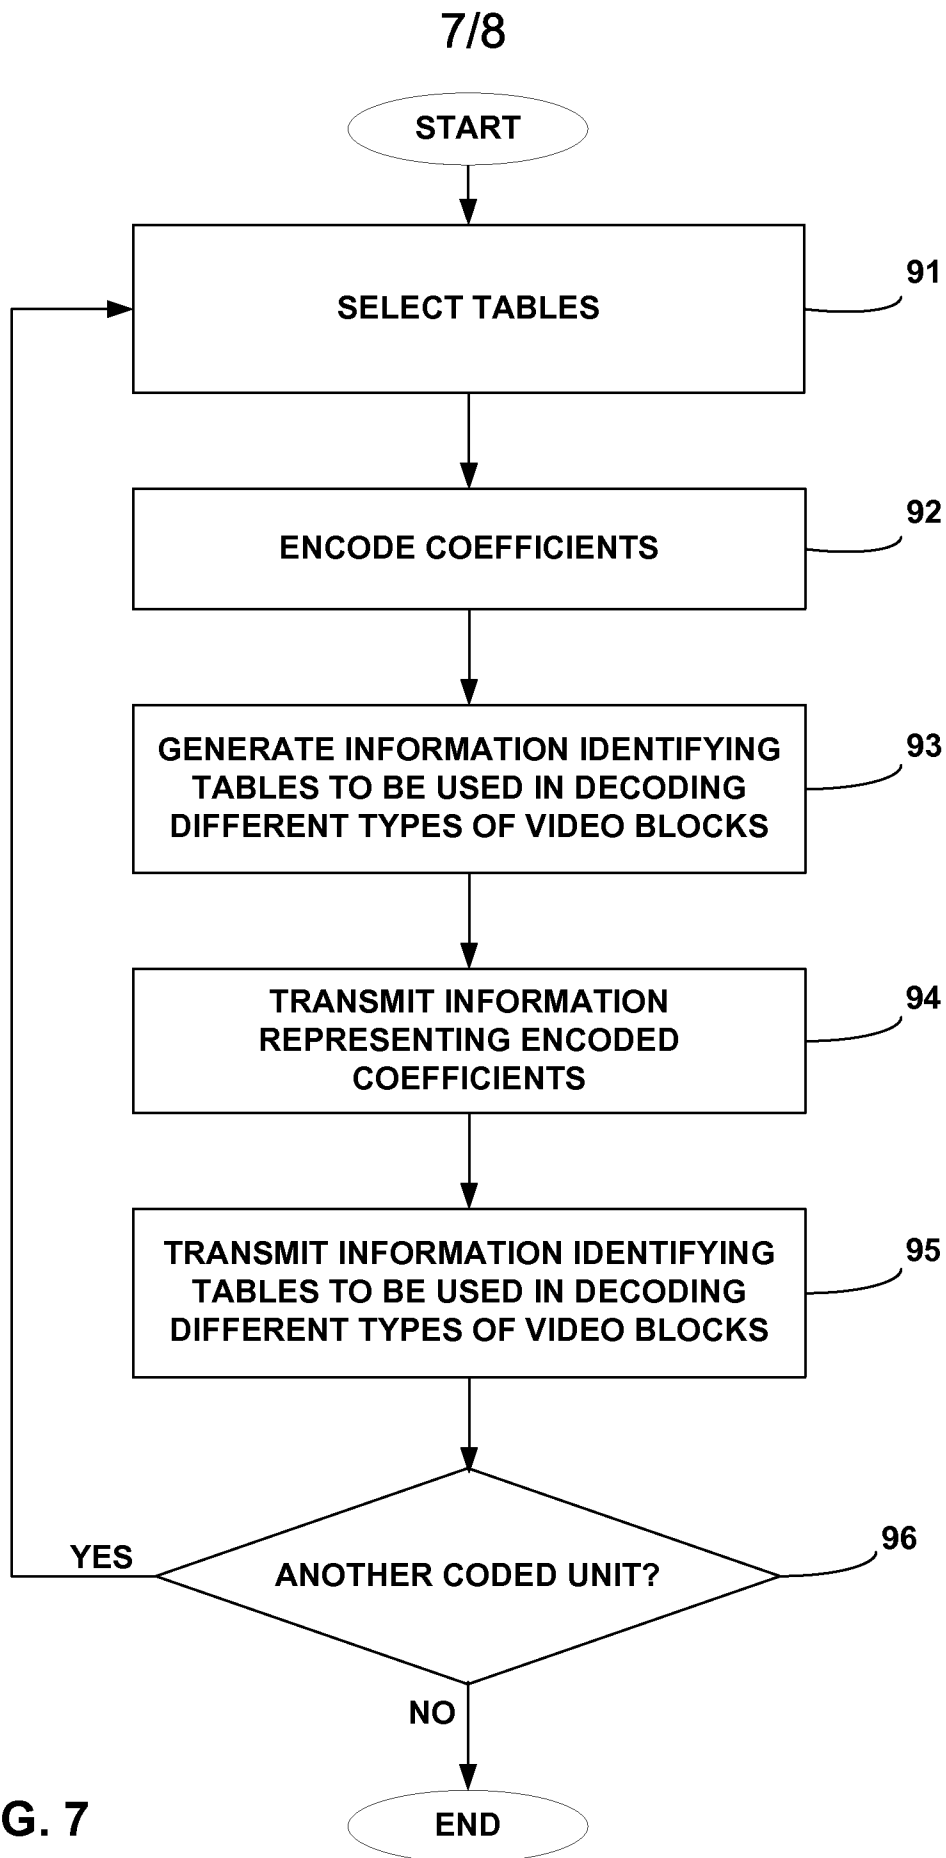 7/8
START
SELECT TABLES
91
ENCODE COEFFICIENTS
92
GENERATE INFORMATION IDENTIFYING
TABLES TO BE USED IN DECODING
DIFFERENT TYPES OF VIDEO BLOCKS
93
TRANSMIT INFORMATION
REPRESENTING ENCODED
COEFFICIENTS
94
TRANSMIT INFORMATION IDENTIFYING
TABLES TO BE USED IN DECODING
DIFFERENT TYPES OF VIDEO BLOCKS
95
YES
ANOTHER CODED UNIT?
96
NO
G. 7
END